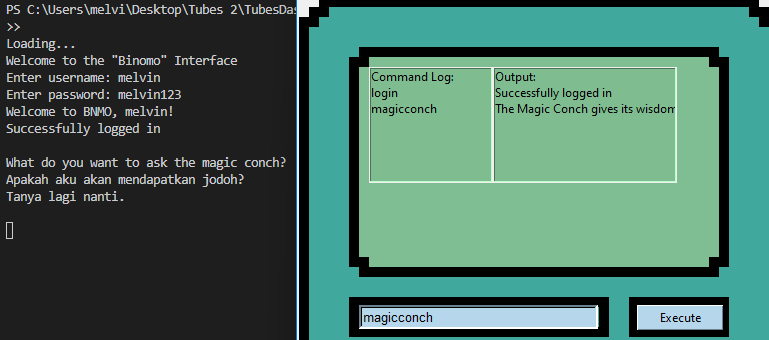 PS C:\Users\melvi\Desktop\Tubes 2\TubesDas
>>
Loading...
Welcome to the "Binomo" Interface
Enter username: melvin
Enter password: melvin123
Welcome to BNMO, melvin!
Successfully logged in
What do you want to ask the magic conch?
Apakah aku akan mendapatkan jodoh?
Tanya lagi nanti.
Command Log:
login
magicconch
Output:
Successfully logged in
The Magic Conch gives its wisdom
magicconch
Execute